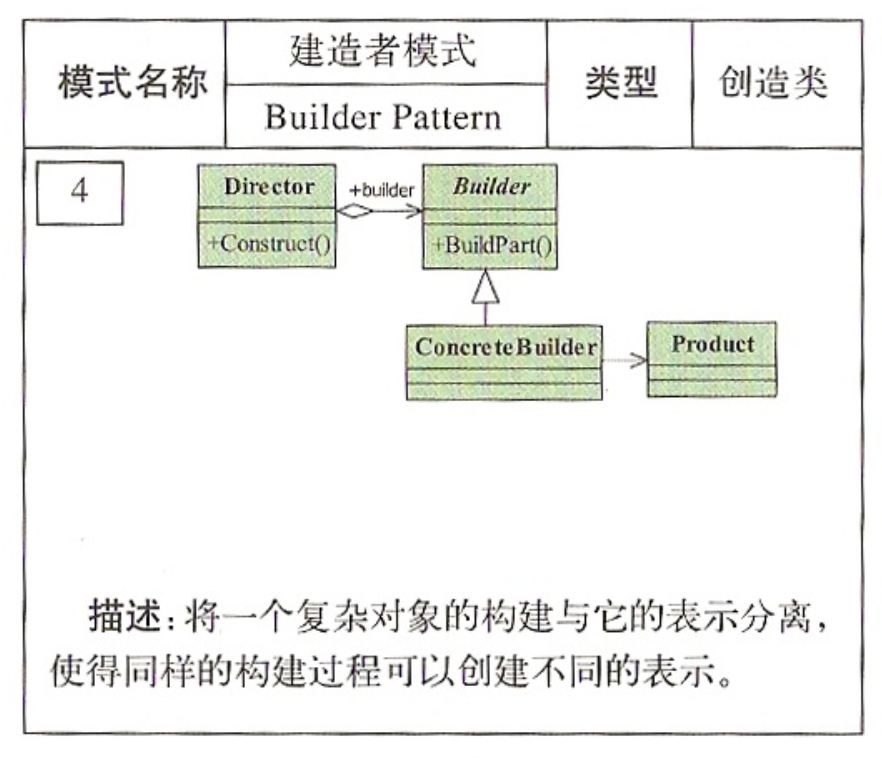 模式名称
建造者模式
Builder Pattern
类型
创造类
4
Director
+Construct()
+builder
Builder
+BuildPart()
ConcreteBuilder
Product
描述:将一个复杂对象的构建与它的表示分离,
使得同样的构建过程可以创建不同的表示。